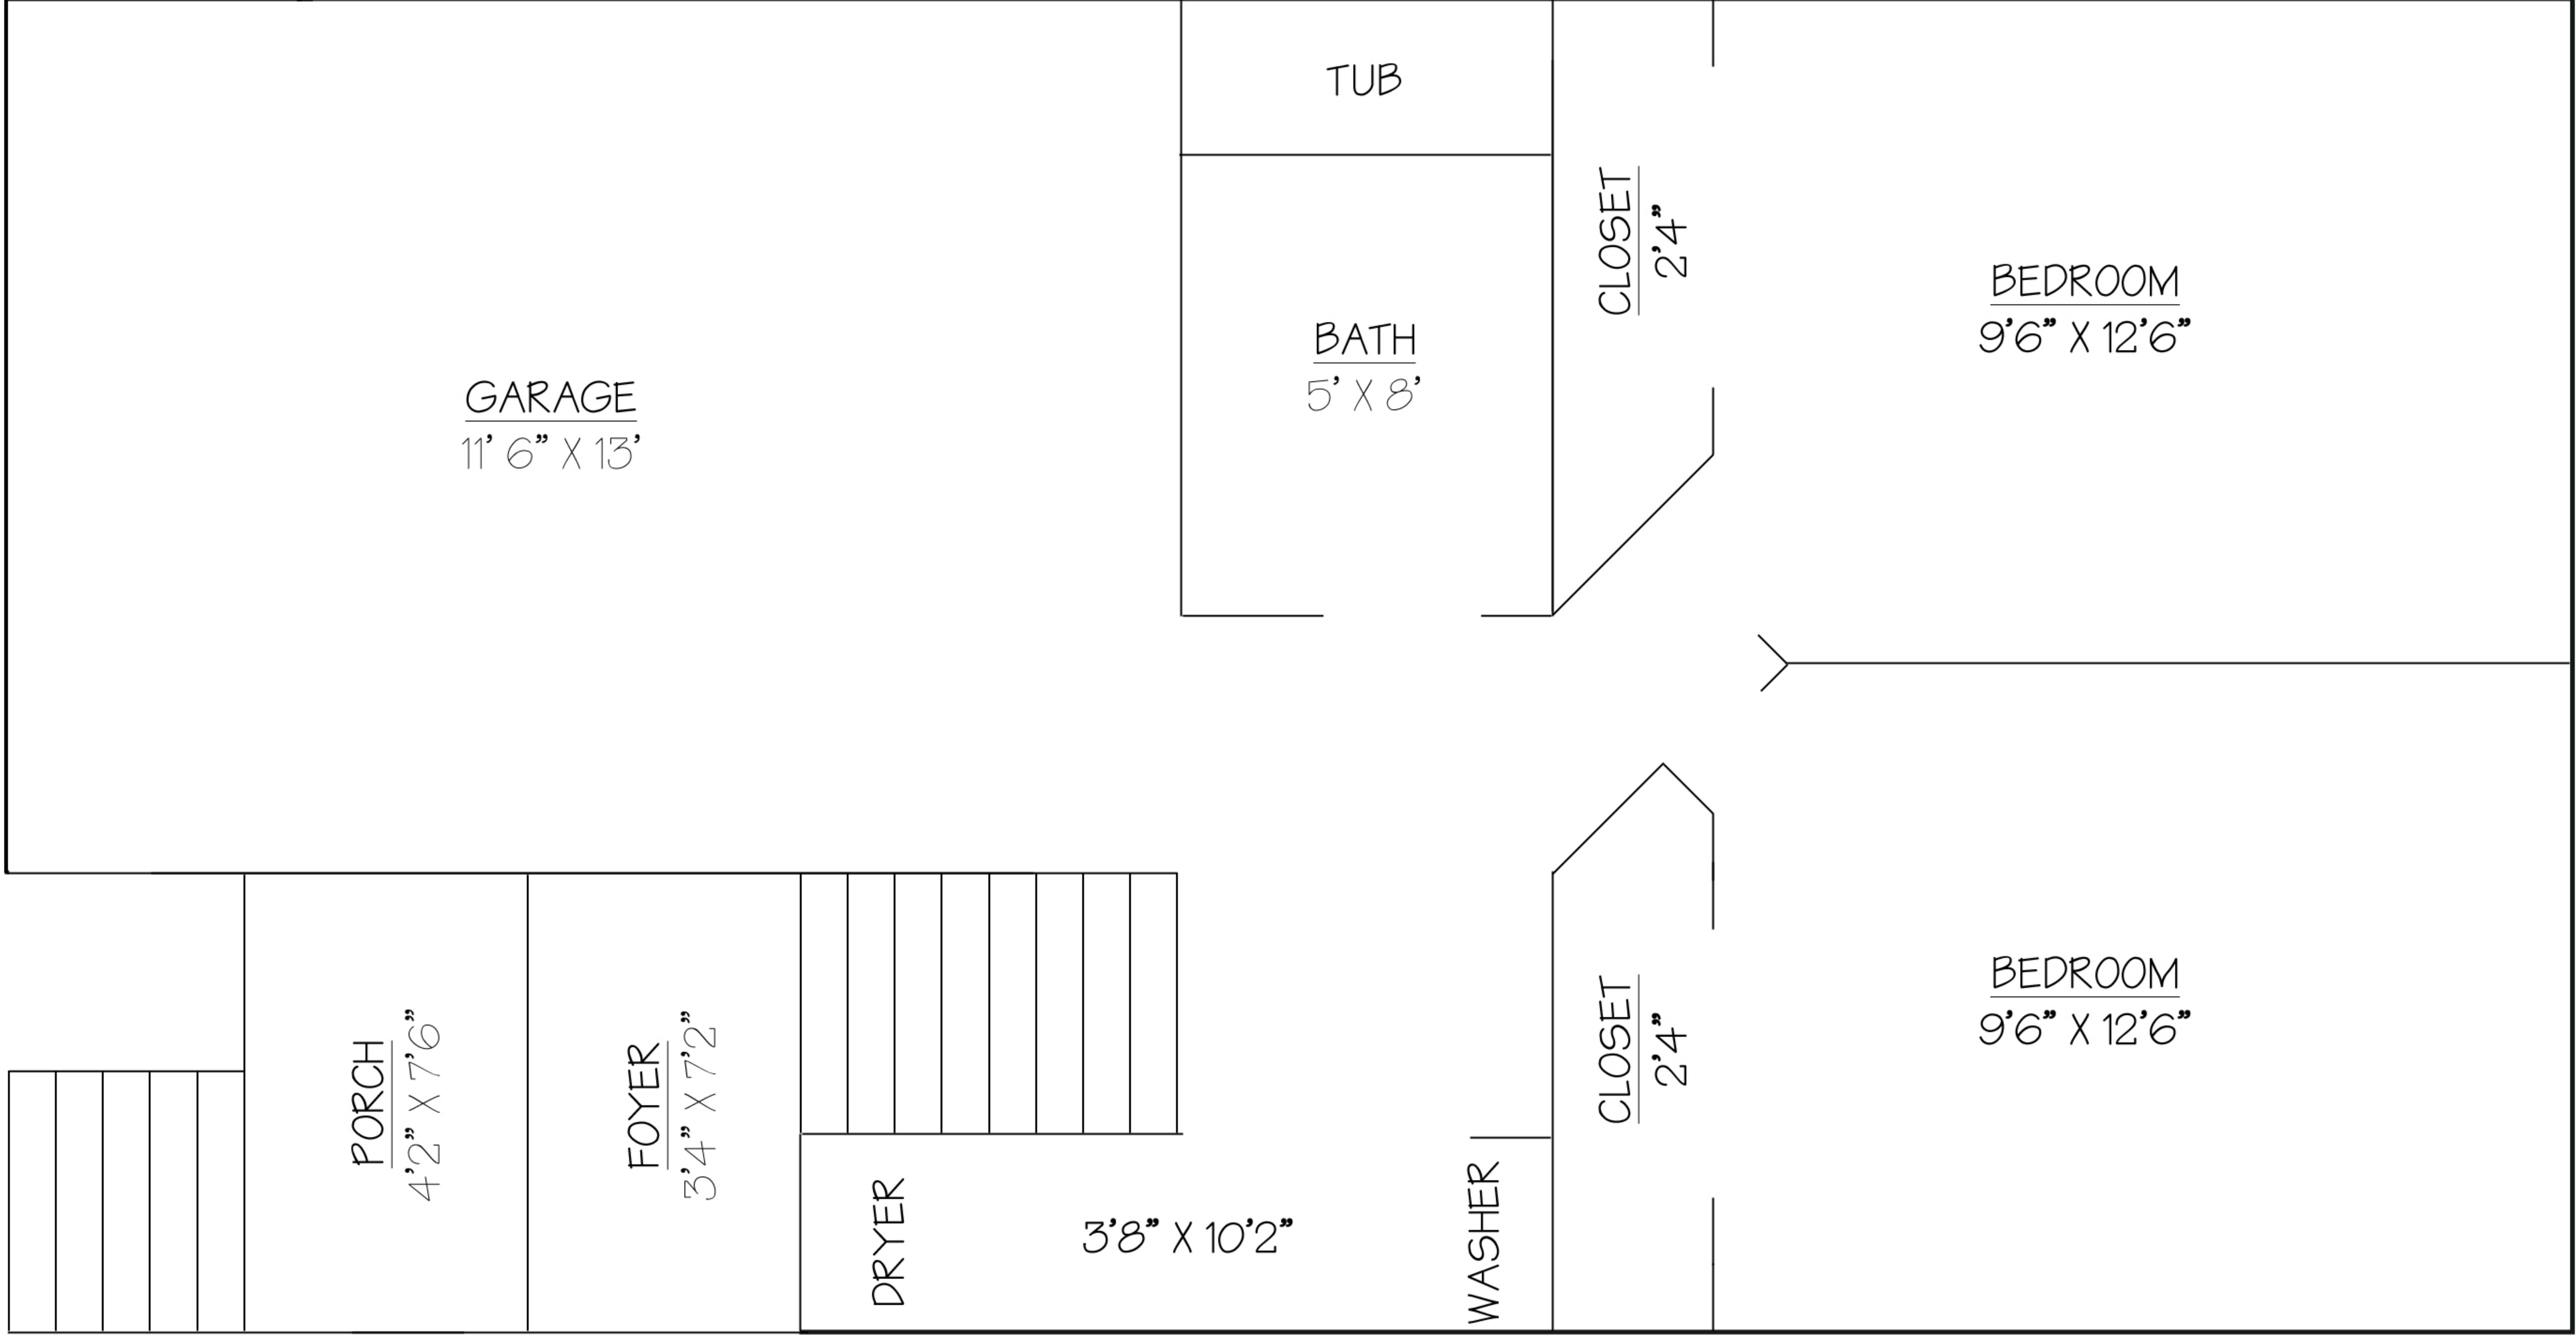 TUB
CLOSET
2'4"
BEDROOM
9'6" X 12'6"
BATH
5' X 8'
GARAGE
11' 6" X 13'
PORCH
4'2" X 7'6"
FOYER
3'4" X 7'2"
DRYER
3'8" X 10'2"
WASHER
CLOSET
2'4"
BEDROOM
9'6" X 12'6"